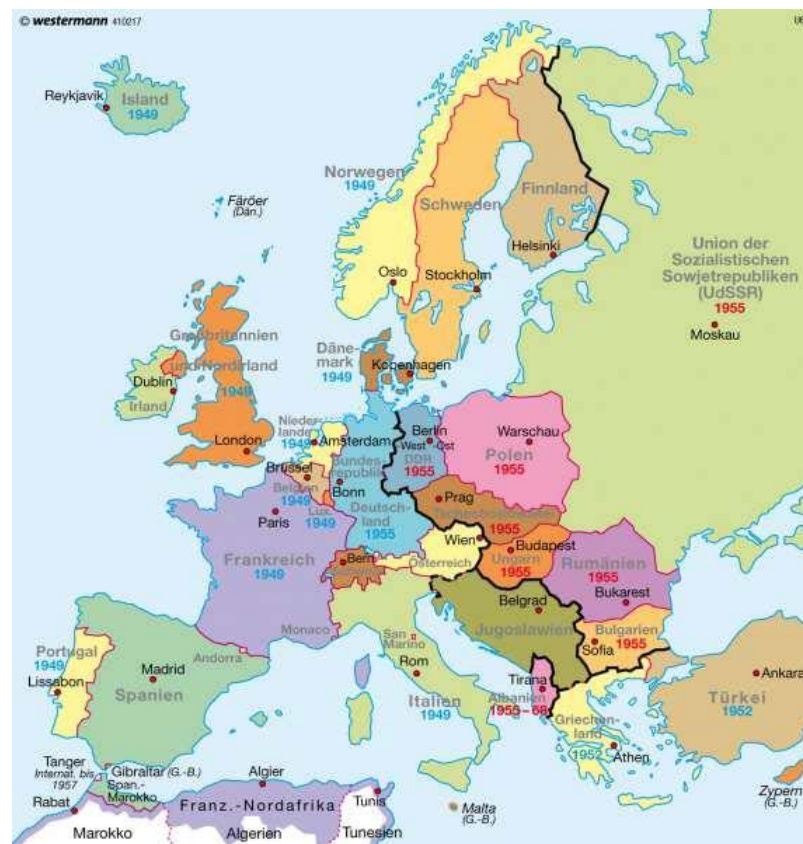 © westermann 410217
Reykjavik
Island
1949
Färöer
(Dän.)
Norwegen
1949
Schweden
Finnland
Oslo
Stockholm
Helsinki
Union der
Sozialistischen
Sowjetrepubliken
(UdSSR)
1955
Moskau
Großbritannien
und Nordirland
1949
Dublin
Irland
London
Däne-
mark
1949
Kopenhagen
Nieder-
lande
1949
Amsterdam
Brüssel
Belgien
1949
Lux.
1949
Bundes-
republik
Bonn
Deutsch-
land
1955
Berlin
West Ost
DDR
1955
Warschau
Polen
1955
Prag
Tschechoslowakei
1955
Paris
Frankreich
1949
Bern
Wien
Österreich
Budapest
Ungarn
1955
Rumänien
1955
Bukarest
Belgrad
Jugoslawien
Bulgarien
1955
Sofia
Monaco
San
Marino
Andorra
Portugal
1949
Lissabon
Madrid
Spanien
Rom
Italien
1949
Tirana
Albanien
1955–68
Griechen-
land
1952
Athen
Ankara
Türkei
1952
Zypern
(G.-B.)
Malta
(G.-B.)
Tanger
Internat. bis
1957
Gibraltar (G.-B.)
Span.-
Marokko
Rabat
Algier
Tunis
Franz.-Nordafrika
Marokko
Algerien
Tunesien